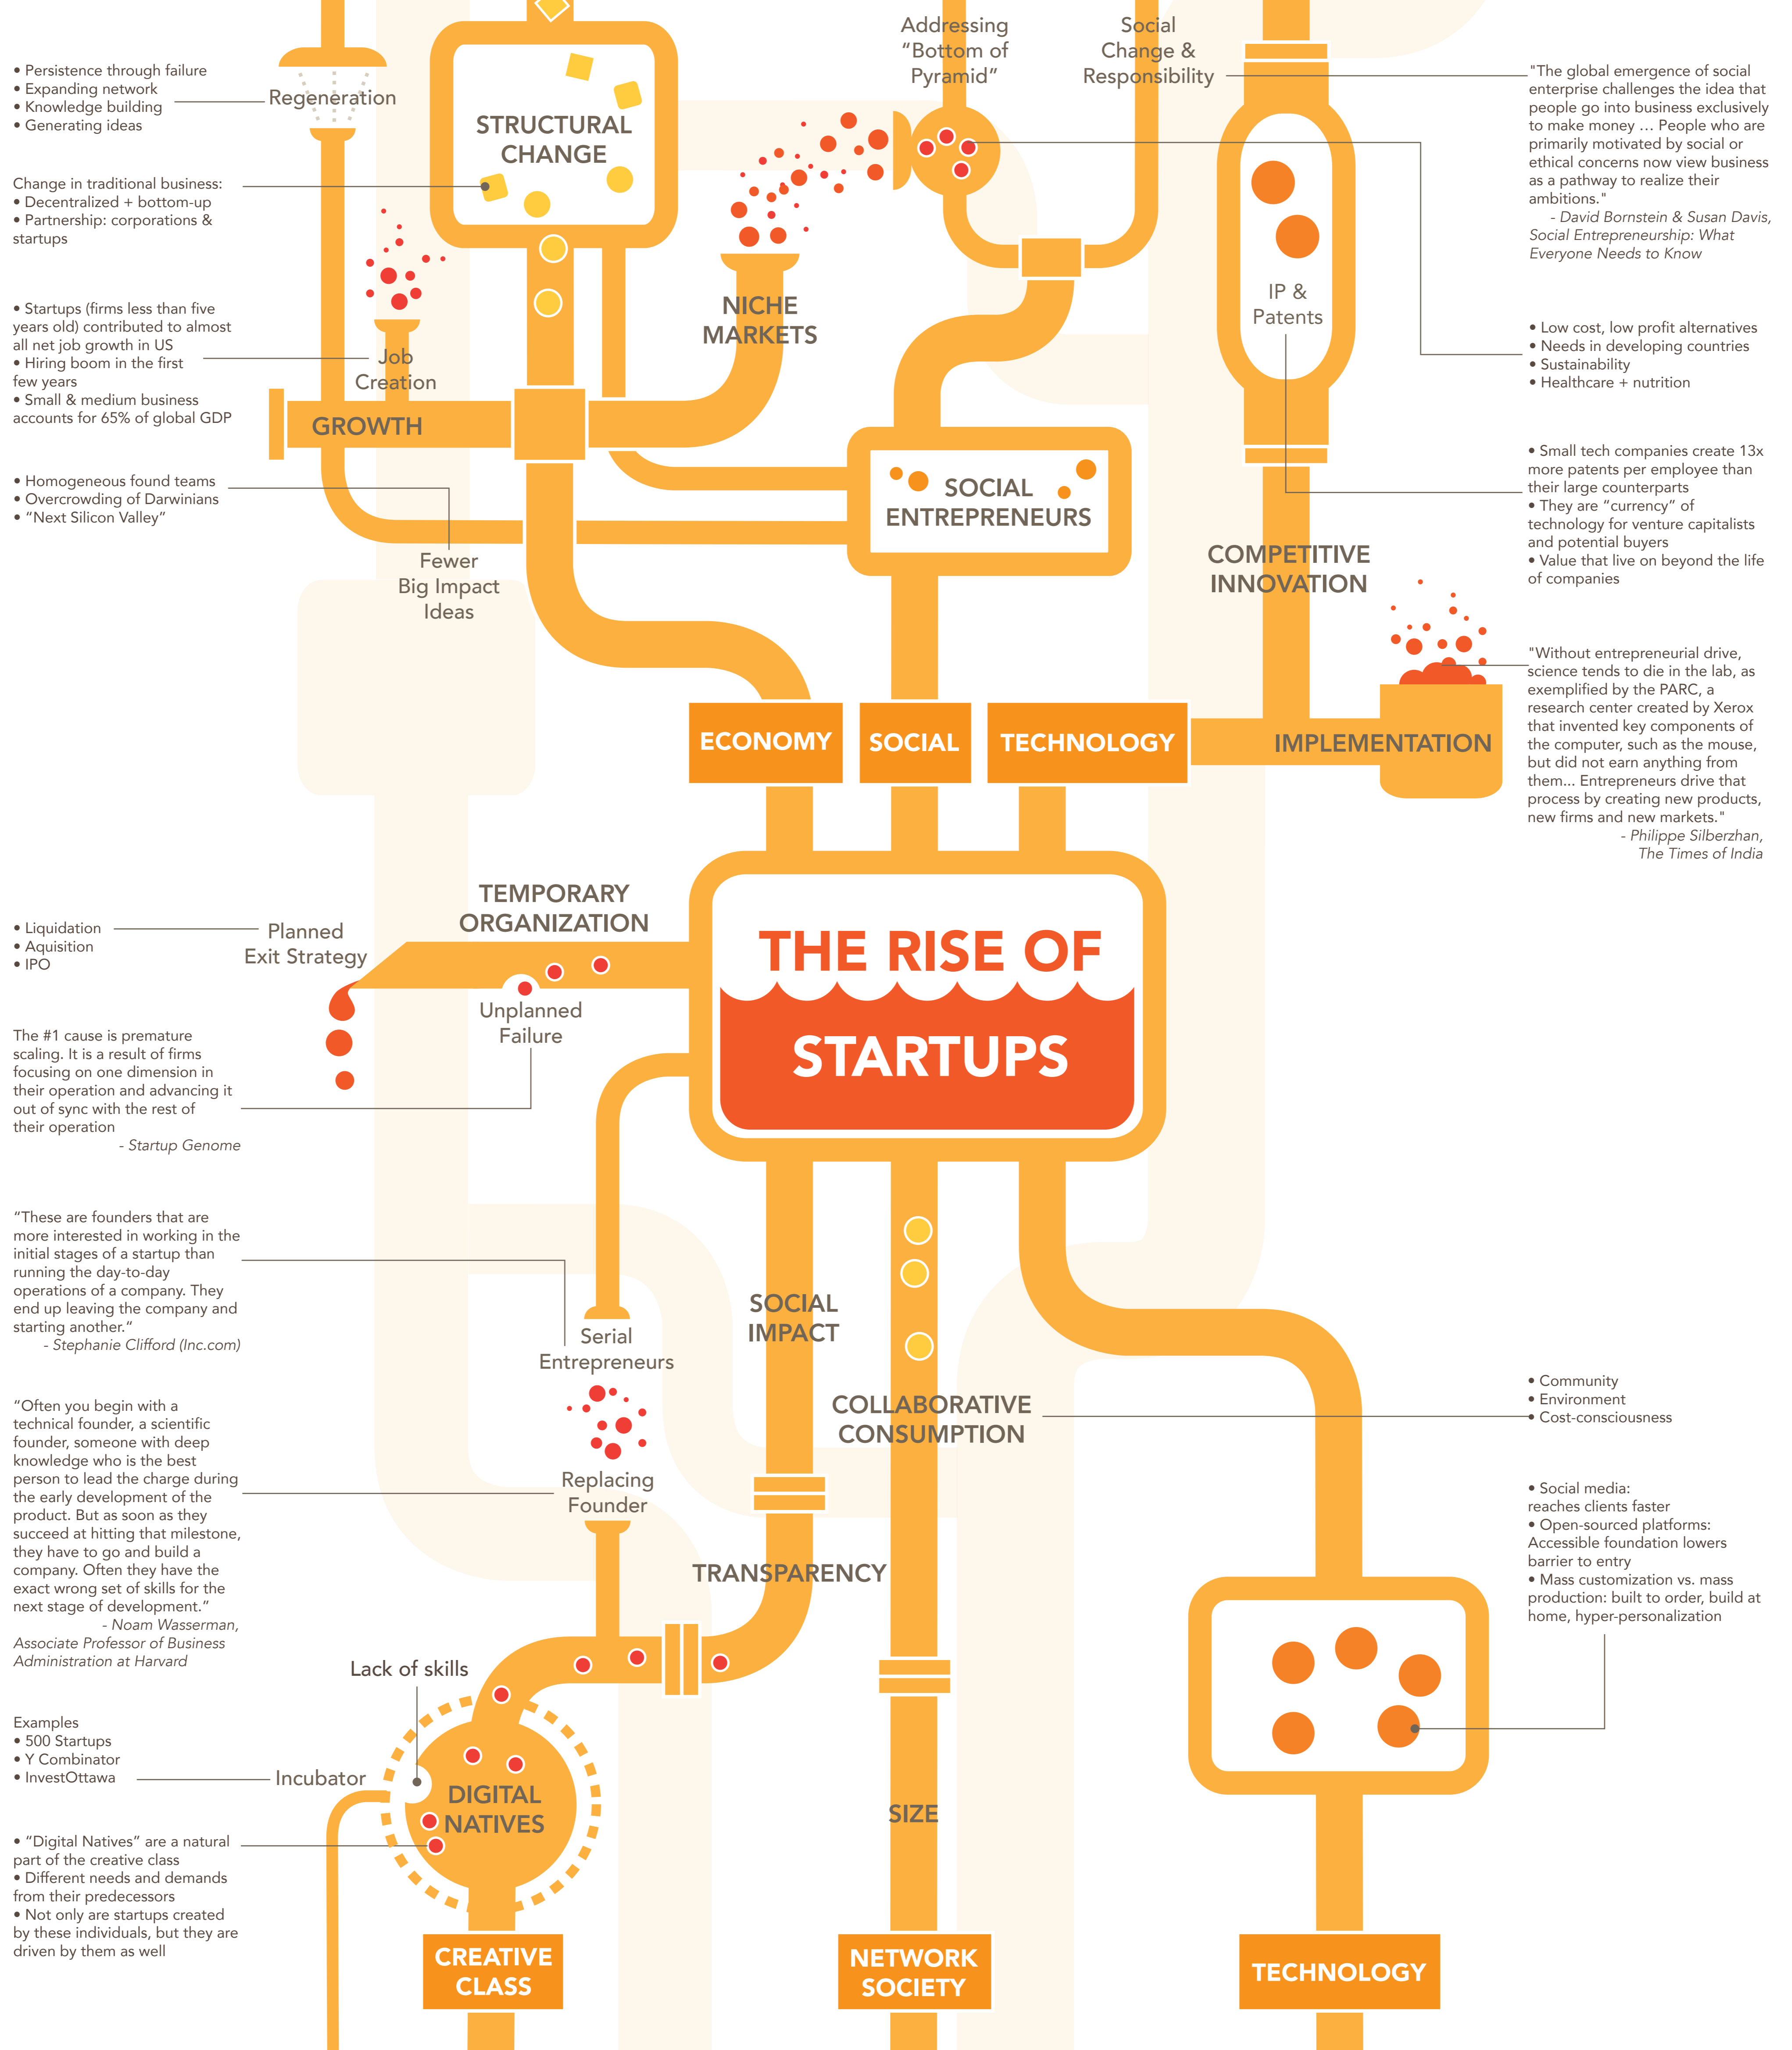 Addressing
“Bottom of
Pyramid”
Social
Change &
Responsibility
• Persistence through failure
• Expanding network
• Knowledge building
• Generating ideas
Regeneration
STRUCTURAL
CHANGE
"The global emergence of social
enterprise challenges the idea that
people go into business exclusively
to make money … People who are
primarily motivated by social or
ethical concerns now view business
as a pathway to realize their
ambitions."
- David Bornstein & Susan Davis,
Social Entrepreneurship: What
Everyone Needs to Know
Change in traditional business:
• Decentralized + bottom-up
• Partnership: corporations &
startups
NICHE
MARKETS
IP &
Patents
• Startups (firms less than five
years old) contributed to almost
all net job growth in US
• Hiring boom in the first
few years
• Small & medium business
accounts for 65% of global GDP
Job
Creation
GROWTH
• Low cost, low profit alternatives
• Needs in developing countries
• Sustainability
• Healthcare + nutrition
• Homogeneous found teams
• Overcrowding of Darwinians
• “Next Silicon Valley”
SOCIAL
ENTREPRENEURS
• Small tech companies create 13x
more patents per employee than
their large counterparts
• They are “currency” of
technology for venture capitalists
and potential buyers
• Value that live on beyond the life
of companies
Fewer
Big Impact
Ideas
COMPETITIVE
INNOVATION
"Without entrepreneurial drive,
science tends to die in the lab, as
exemplified by the PARC, a
research center created by Xerox
that invented key components of
the computer, such as the mouse,
but did not earn anything from
them... Entrepreneurs drive that
process by creating new products,
new firms and new markets."
- Philippe Silberzhan,
The Times of India
ECONOMY
SOCIAL
TECHNOLOGY
IMPLEMENTATION
TEMPORARY
ORGANIZATION
• Liquidation
• Aquisition
• IPO
Planned
Exit Strategy
THE RISE OF
STARTUPS
Unplanned
Failure
The #1 cause is premature
scaling. It is a result of firms
focusing on one dimension in
their operation and advancing it
out of sync with the rest of
their operation
- Startup Genome
“These are founders that are
more interested in working in the
initial stages of a startup than
running the day-to-day
operations of a company. They
end up leaving the company and
starting another.“
- Stephanie Clifford (Inc.com)
SOCIAL
IMPACT
Serial
Entrepreneurs
COLLABORATIVE
CONSUMPTION
• Community
• Environment
• Cost-consciousness
“Often you begin with a
technical founder, a scientific
founder, someone with deep
knowledge who is the best
person to lead the charge during
the early development of the
product. But as soon as they
succeed at hitting that milestone,
they have to go and build a
company. Often they have the
exact wrong set of skills for the
next stage of development.”
- Noam Wasserman,
Associate Professor of Business
Administration at Harvard
Replacing
Founder
• Social media:
reaches clients faster
• Open-sourced platforms:
Accessible foundation lowers
barrier to entry
• Mass customization vs. mass
production: built to order, build at
home, hyper-personalization
TRANSPARENCY
Lack of skills
Examples
• 500 Startups
• Y Combinator
• InvestOttawa
Incubator
DIGITAL
NATIVES
SIZE
• “Digital Natives” are a natural
part of the creative class
• Different needs and demands
from their predecessors
• Not only are startups created
by these individuals, but they are
driven by them as well
CREATIVE
CLASS
NETWORK
SOCIETY
TECHNOLOGY